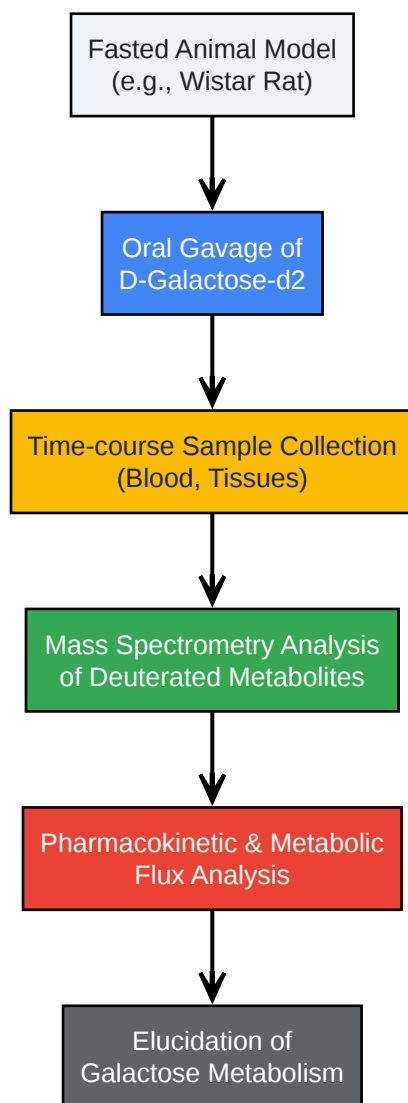 Fasted Animal Model
(e.g., Wistar Rat)
Oral Gavage of
D-Galactose-d2
Time-course Sample Collection
(Blood, Tissues)
Mass Spectrometry Analysis
of Deuterated Metabolites
Pharmacokinetic & Metabolic
Flux Analysis
Elucidation of
Galactose Metabolism